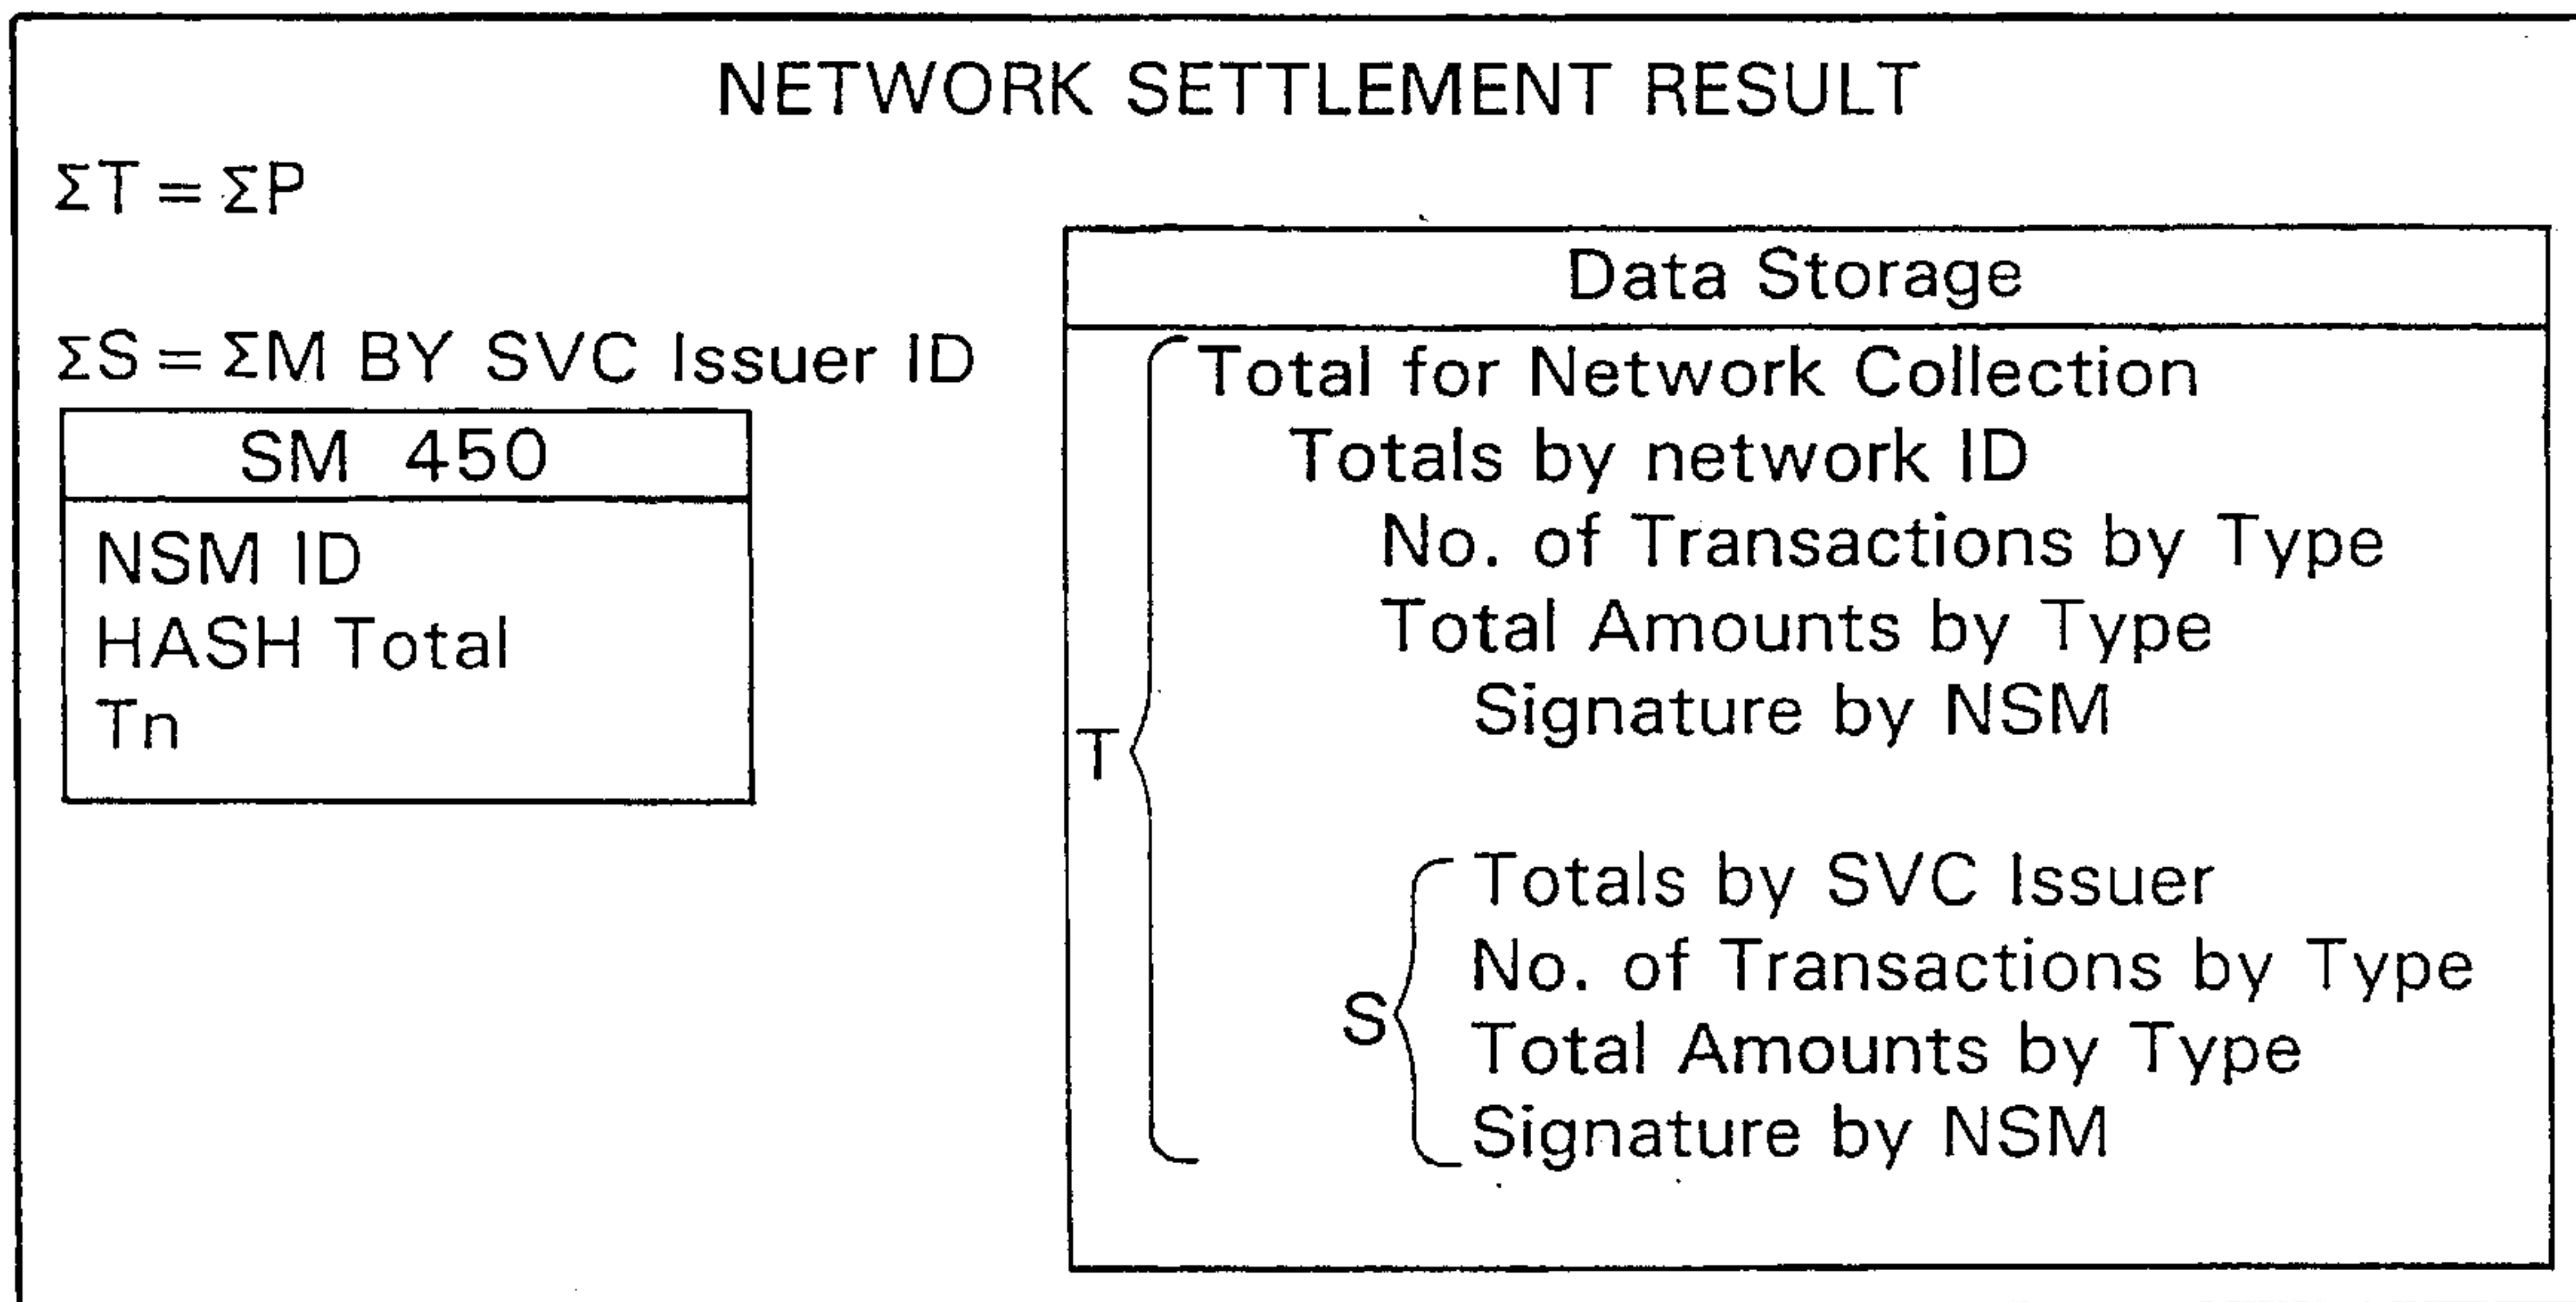 NETWORK SETTLEMENT RESULT
ΣT = ΣP
ΣS = ΣM BY SVC Issuer ID
SM 450
NSM ID
HASH Total
Tn
Data Storage
Total for Network Collection
Totals by network ID
No. of Transactions by Type
Total Amounts by Type
Signature by NSM
T
Totals by SVC Issuer
No. of Transactions by Type
S
Total Amounts by Type
Signature by NSM